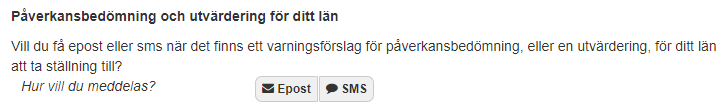 Påverkansbedömning och utvärdering för ditt län
Vill du få epost eller sms när det finns ett varningsförslag för påverkansbedömning, eller en utvärdering, för ditt län
att ta ställning till?
Hur vill du meddelas? Epost SMS